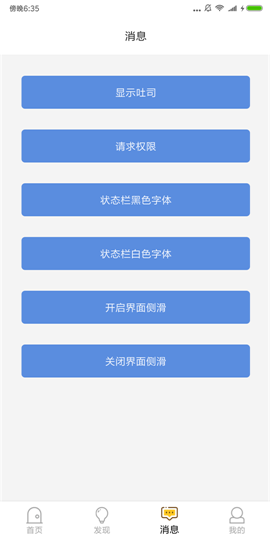 傍晚6:35
消息
显示吐司
请求权限
状态栏黑色字体
状态栏白色字体
开启界面侧滑
关闭界面侧滑
首页 发现 消息 我的